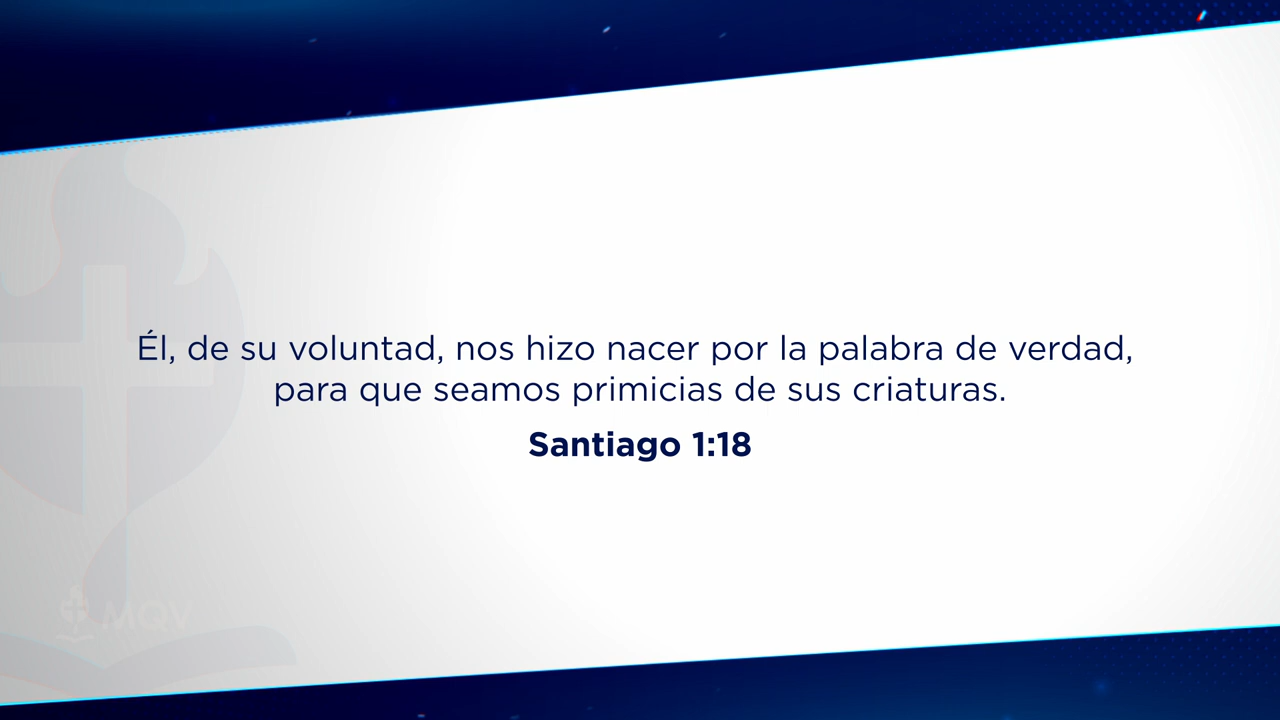 Él, de su voluntad, nos hizo nacer por la palabra de verdad,
para que seamos primicias de sus criaturas.
Santiago 1:18
MQV